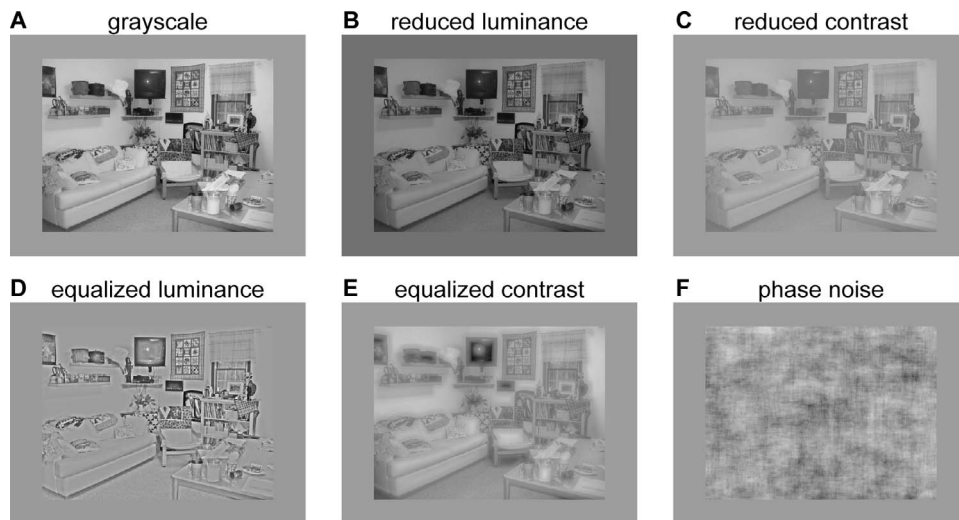 A grayscale
B reduced luminance
C reduced contrast
D equalized luminance
E equalized contrast
F phase noise